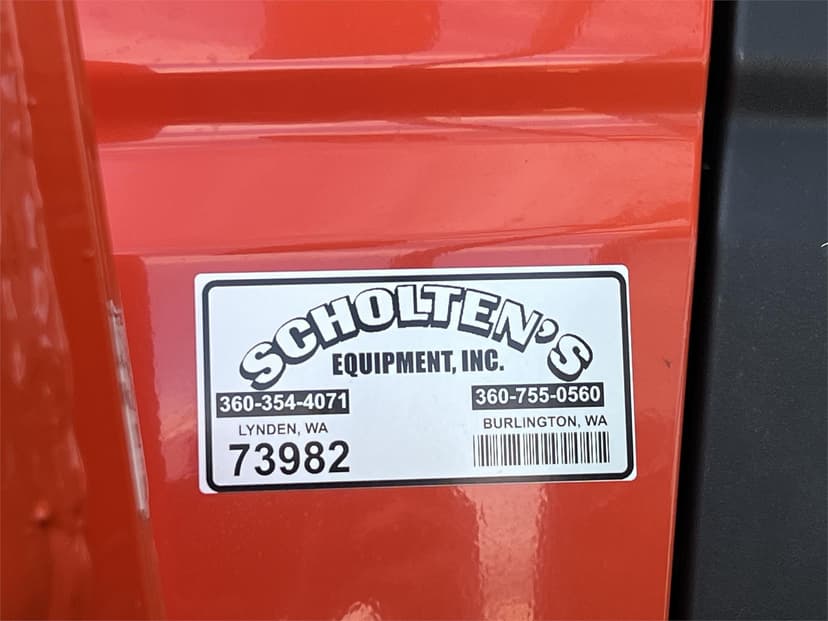 SCHOLTEN'S
EQUIPMENT, INC.
360-354-4071
360-755-0560
LYNDEN, WA
BURLINGTON, WA
73982